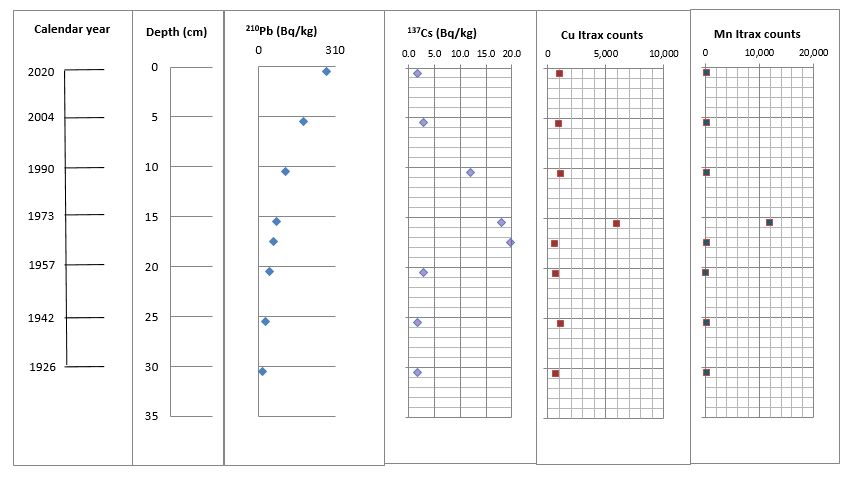 Calendar year
2020
2004
1990
1973
1957
1942
1926
Depth (cm)
0
5
10
15
20
25
30
35
²¹⁰Pb (Bq/kg)
0 310
¹³⁷Cs (Bq/kg)
0.0 5.0 10.0 15.0 20.0
Cu Itrax counts
0 5,000 10,000
Mn Itrax counts
0 10,000 20,000